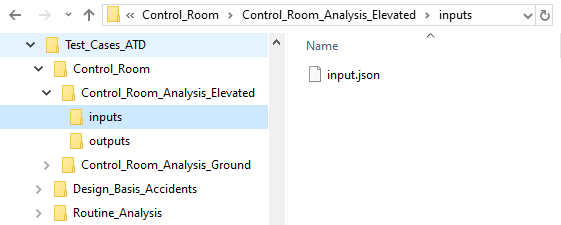 « Control_Room > Control_Room_Analysis_Elevated > inputs
Test_Cases_ATD
Control_Room
Control_Room_Analysis_Elevated
inputs
outputs
Control_Room_Analysis_Ground
Design_Basis_Accidents
Routine_Analysis
Name
input.json